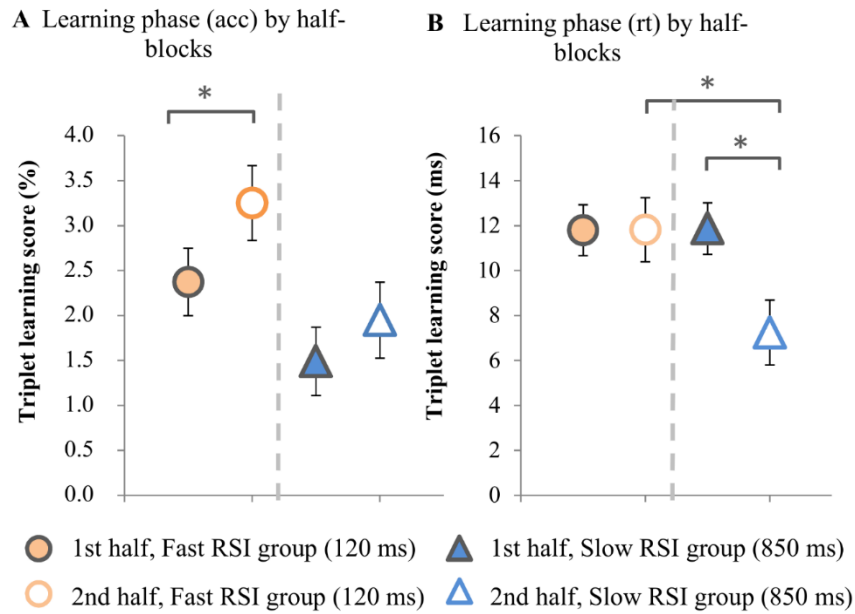 A Learning phase (acc) by half-
blocks
*
Triplet learning score (%)
4.0
3.5
3.0
2.5
2.0
1.5
1.0
0.5
0.0
B Learning phase (rt) by half-
blocks
*
*
Triplet learning score (ms)
16
14
12
10
8
6
4
2
0
1st half, Fast RSI group (120 ms)
1st half, Slow RSI group (850 ms)
2nd half, Fast RSI group (120 ms)
2nd half, Slow RSI group (850 ms)